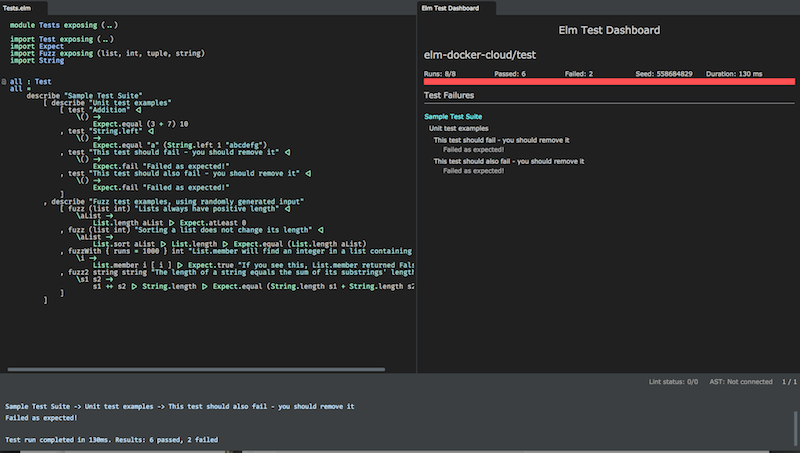 Tests.elm
module Tests exposing (..)
import Test exposing (..)
import Expect
import Fuzz exposing (list, int, tuple, string)
import String
all : Test
all =
describe "Sample Test Suite"
[ describe "Unit test examples"
[ test "Addition" <|
\() ->
Expect.equal (3 + 7) 10
, test "String.left" <|
\() ->
Expect.equal "a" (String.left 1 "abcdefg")
, test "This test should fail - you should remove it" <|
\() ->
Expect.fail "Failed as expected!"
, test "This test should also fail - you should remove it" <|
\() ->
Expect.fail "Failed as expected!"
]
, describe "Fuzz test examples, using randomly generated input"
[ fuzz (list int) "Lists always have positive length" <|
\aList ->
List.length aList |> Expect.atLeast 0
, fuzz (list int) "Sorting a list does not change its length" <|
\aList ->
List.sort aList |> List.length |> Expect.equal (List.length aList)
, fuzzWith { runs = 1000 } int "List.member will find an integer in a list containing
\i ->
List.member i [ i ] |> Expect.true "If you see this, List.member returned Fals
, fuzz2 string string "The length of a string equals the sum of its substrings' lengt
\s1 s2 ->
s1 ++ s2 |> String.length |> Expect.equal (String.length s1 + String.length s2
]
]
Elm Test Dashboard
Elm Test Dashboard
elm-docker-cloud/test
Runs: 8/8 Passed: 6 Failed: 2 Seed: 558684829 Duration: 130 ms
Test Failures
Sample Test Suite
Unit test examples
This test should fail - you should remove it
Failed as expected!
This test should also fail - you should remove it
Failed as expected!
Lint status: 0/0 AST: Not connected 1 / 1
Sample Test Suite -> Unit test examples -> This test should also fail - you should remove it
Failed as expected!
Test run completed in 130ms. Results: 6 passed, 2 failed